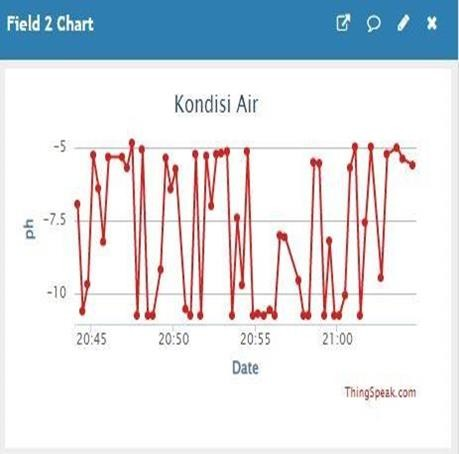 Field 2 Chart
Kondisi Air
-5
-7.5
-10
ph
20:45 20:50 20:55 21:00
Date
ThingSpeak.com